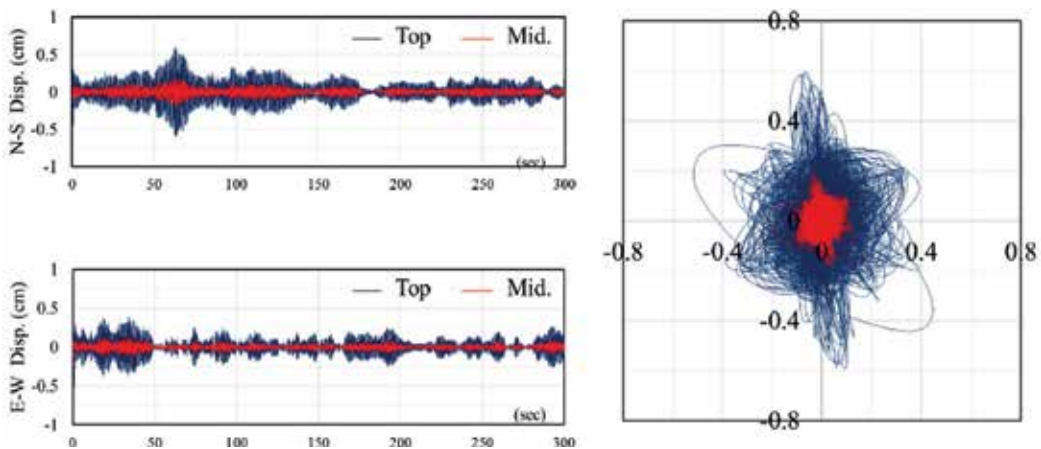 N-S Disp. (cm)
1
0.5
0
-0.5
-1
Top
Mid.
(sec)
0 50 100 150 200 250 300
E-W Disp. (cm)
1
0.5
0
-0.5
-1
Top
Mid.
(sec)
0 50 100 150 200 250 300
0.8
0.4
0
-0.8 -0.4 0 0.4 0.8
-0.4
-0.8